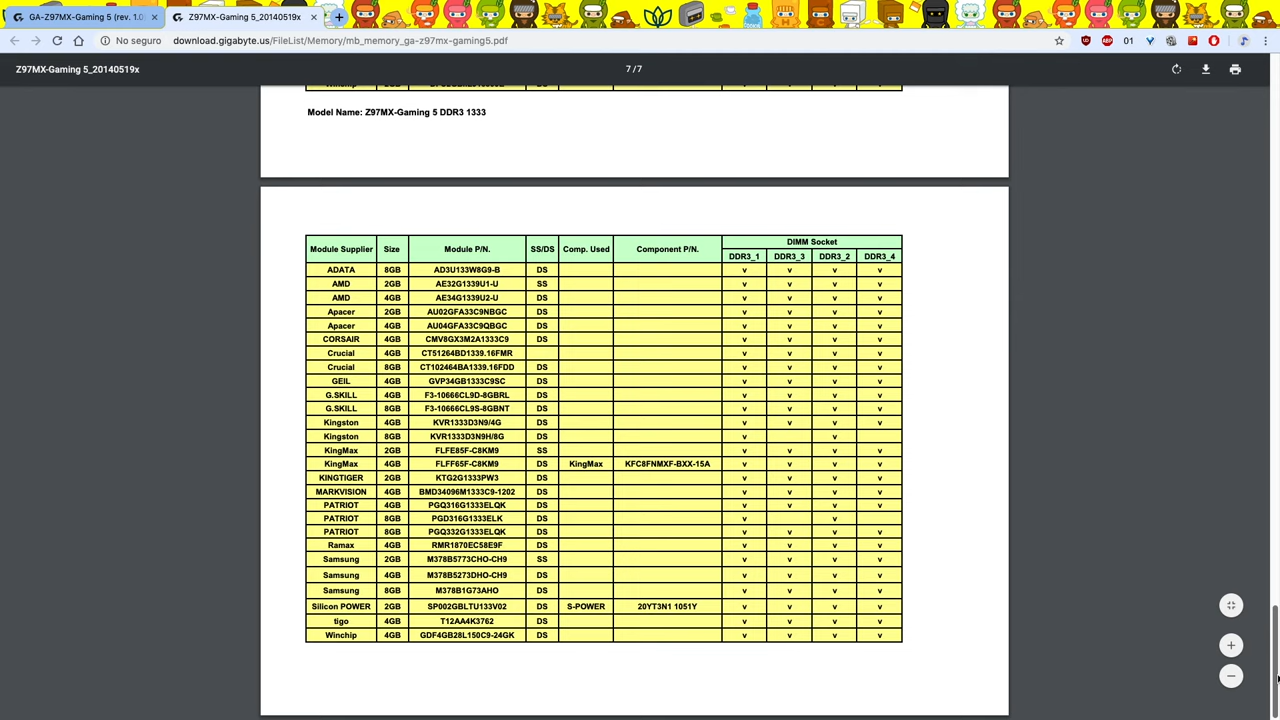 GA-Z97MX-Gaming 5 (rev. 1.0
Z97MX-Gaming 5_20140519x
No seguro
download.gigabyte.us/FileList/Memory/mb_memory_ga-z97mx-gaming5.pdf
01
Z97MX-Gaming 5_20140519x
7 / 7
Model Name: Z97MX-Gaming 5 DDR3 1333
Module Supplier Size Module P/N. SS/DS Comp. Used Component P/N. DIMM Socket
DDR3_1 DDR3_3 DDR3_2 DDR3_4
ADATA 8GB AD3U133W8G9-B DS v v v v
AMD 2GB AE32G1339U1-U SS v v v v
AMD 4GB AE34G1339U2-U DS v v v v
Apacer 2GB AU02GFA33C9NBGC DS v v v v
Apacer 4GB AU04GFA33C9QBGC DS v v v v
CORSAIR 4GB CMV8GX3M2A1333C9 DS v v v v
Crucial 4GB CT51264BD1339.16FMR v v v v
Crucial 8GB CT102464BA1339.16FDD DS v v v v
GEIL 4GB GVP34GB1333C9SC DS v v v v
G.SKILL 4GB F3-10666CL9D-8GBRL DS v v v v
G.SKILL 8GB F3-10666CL9S-8GBNT DS v v v v
Kingston 4GB KVR1333D3N9/4G DS v v v v
Kingston 8GB KVR1333D3N9H/8G DS v v
KingMax 2GB FLFE85F-C8KM9 SS v v v v
KingMax 4GB FLFF65F-C8KM9 DS KingMax KFC8FNMXF-BXX-15A v v v v
KINGTIGER 2GB KTG2G1333PW3 DS v v v v
MARKVISION 4GB BMD34096M1333C9-1202 DS v v v v
PATRIOT 4GB PGQ316G1333ELQK DS v v v v
PATRIOT 8GB PGD316G1333ELK DS v v
PATRIOT 8GB PGQ332G1333ELQK DS v v v v
Ramax 4GB RMR1870EC58E9F DS v v v v
Samsung 2GB M378B5773CHO-CH9 SS v v v v
Samsung 4GB M378B5273DHO-CH9 DS v v v v
Samsung 8GB M378B1G73AHO DS v v v v
Silicon POWER 2GB SP002GBLTU133V02 DS S-POWER 20YT3N1 1051Y v v v v
tigo 4GB T12AA4K3762 DS v v v v
Winchip 4GB GDF4GB28L150C9-24GK DS v v v v